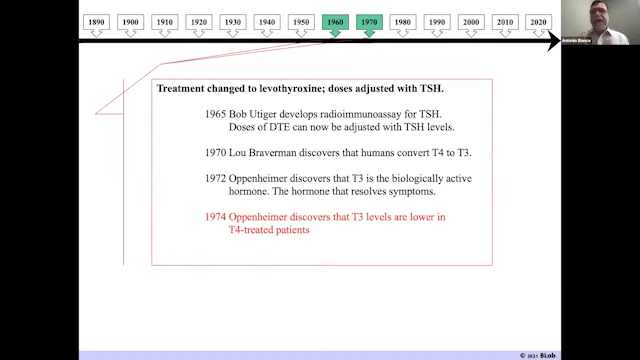 1890 1900 1910 1920 1930 1940 1950 1960 1970 1980 1990 2000 2010 2020
Antonio Bianco
Treatment changed to levothyroxine; doses adjusted with TSH.
1965 Bob Utiger develops radioimmunoassay for TSH.
Doses of DTE can now be adjusted with TSH levels.
1970 Lou Braverman discovers that humans convert T4 to T3.
1972 Oppenheimer discovers that T3 is the biologically active
hormone. The hormone that resolves symptoms.
1974 Oppenheimer discovers that T3 levels are lower in
T4-treated patients
© 2021 BLab